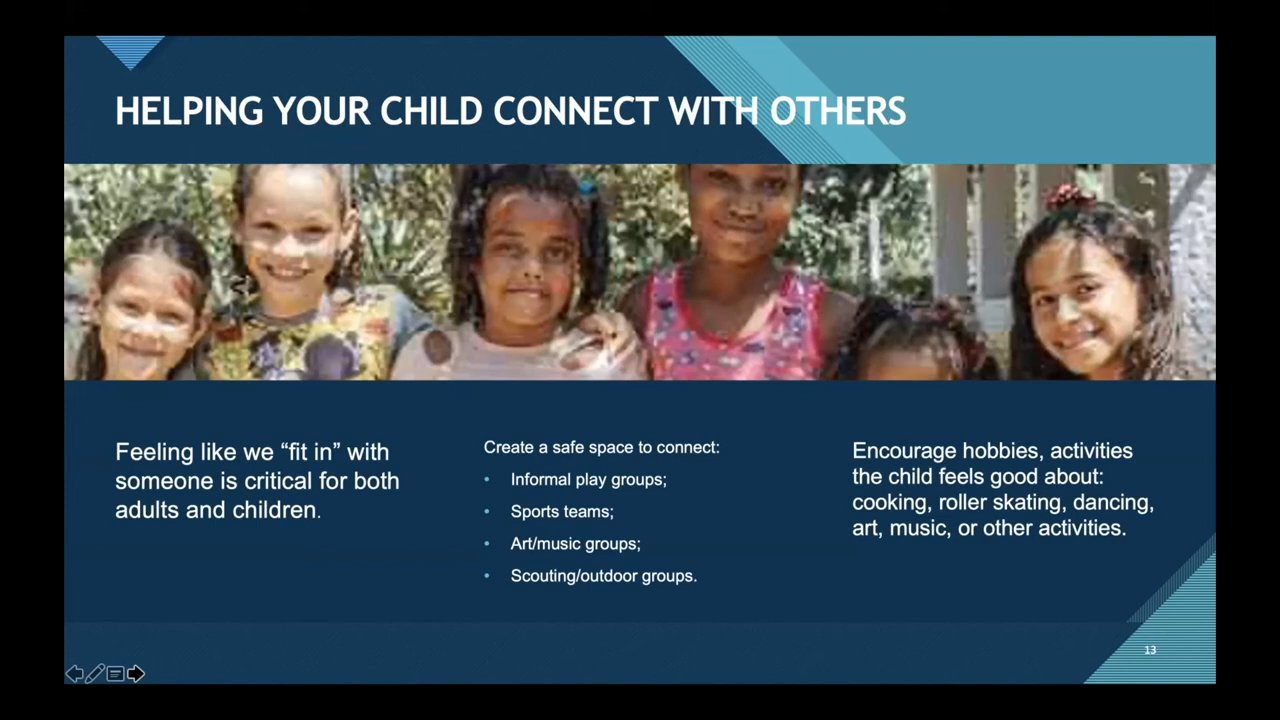 HELPING YOUR CHILD CONNECT WITH OTHERS
Feeling like we “fit in” with
someone is critical for both
adults and children.
Create a safe space to connect:
• Informal play groups;
• Sports teams;
• Art/music groups;
• Scouting/outdoor groups.
Encourage hobbies, activities
the child feels good about:
cooking, roller skating, dancing,
art, music, or other activities.
13